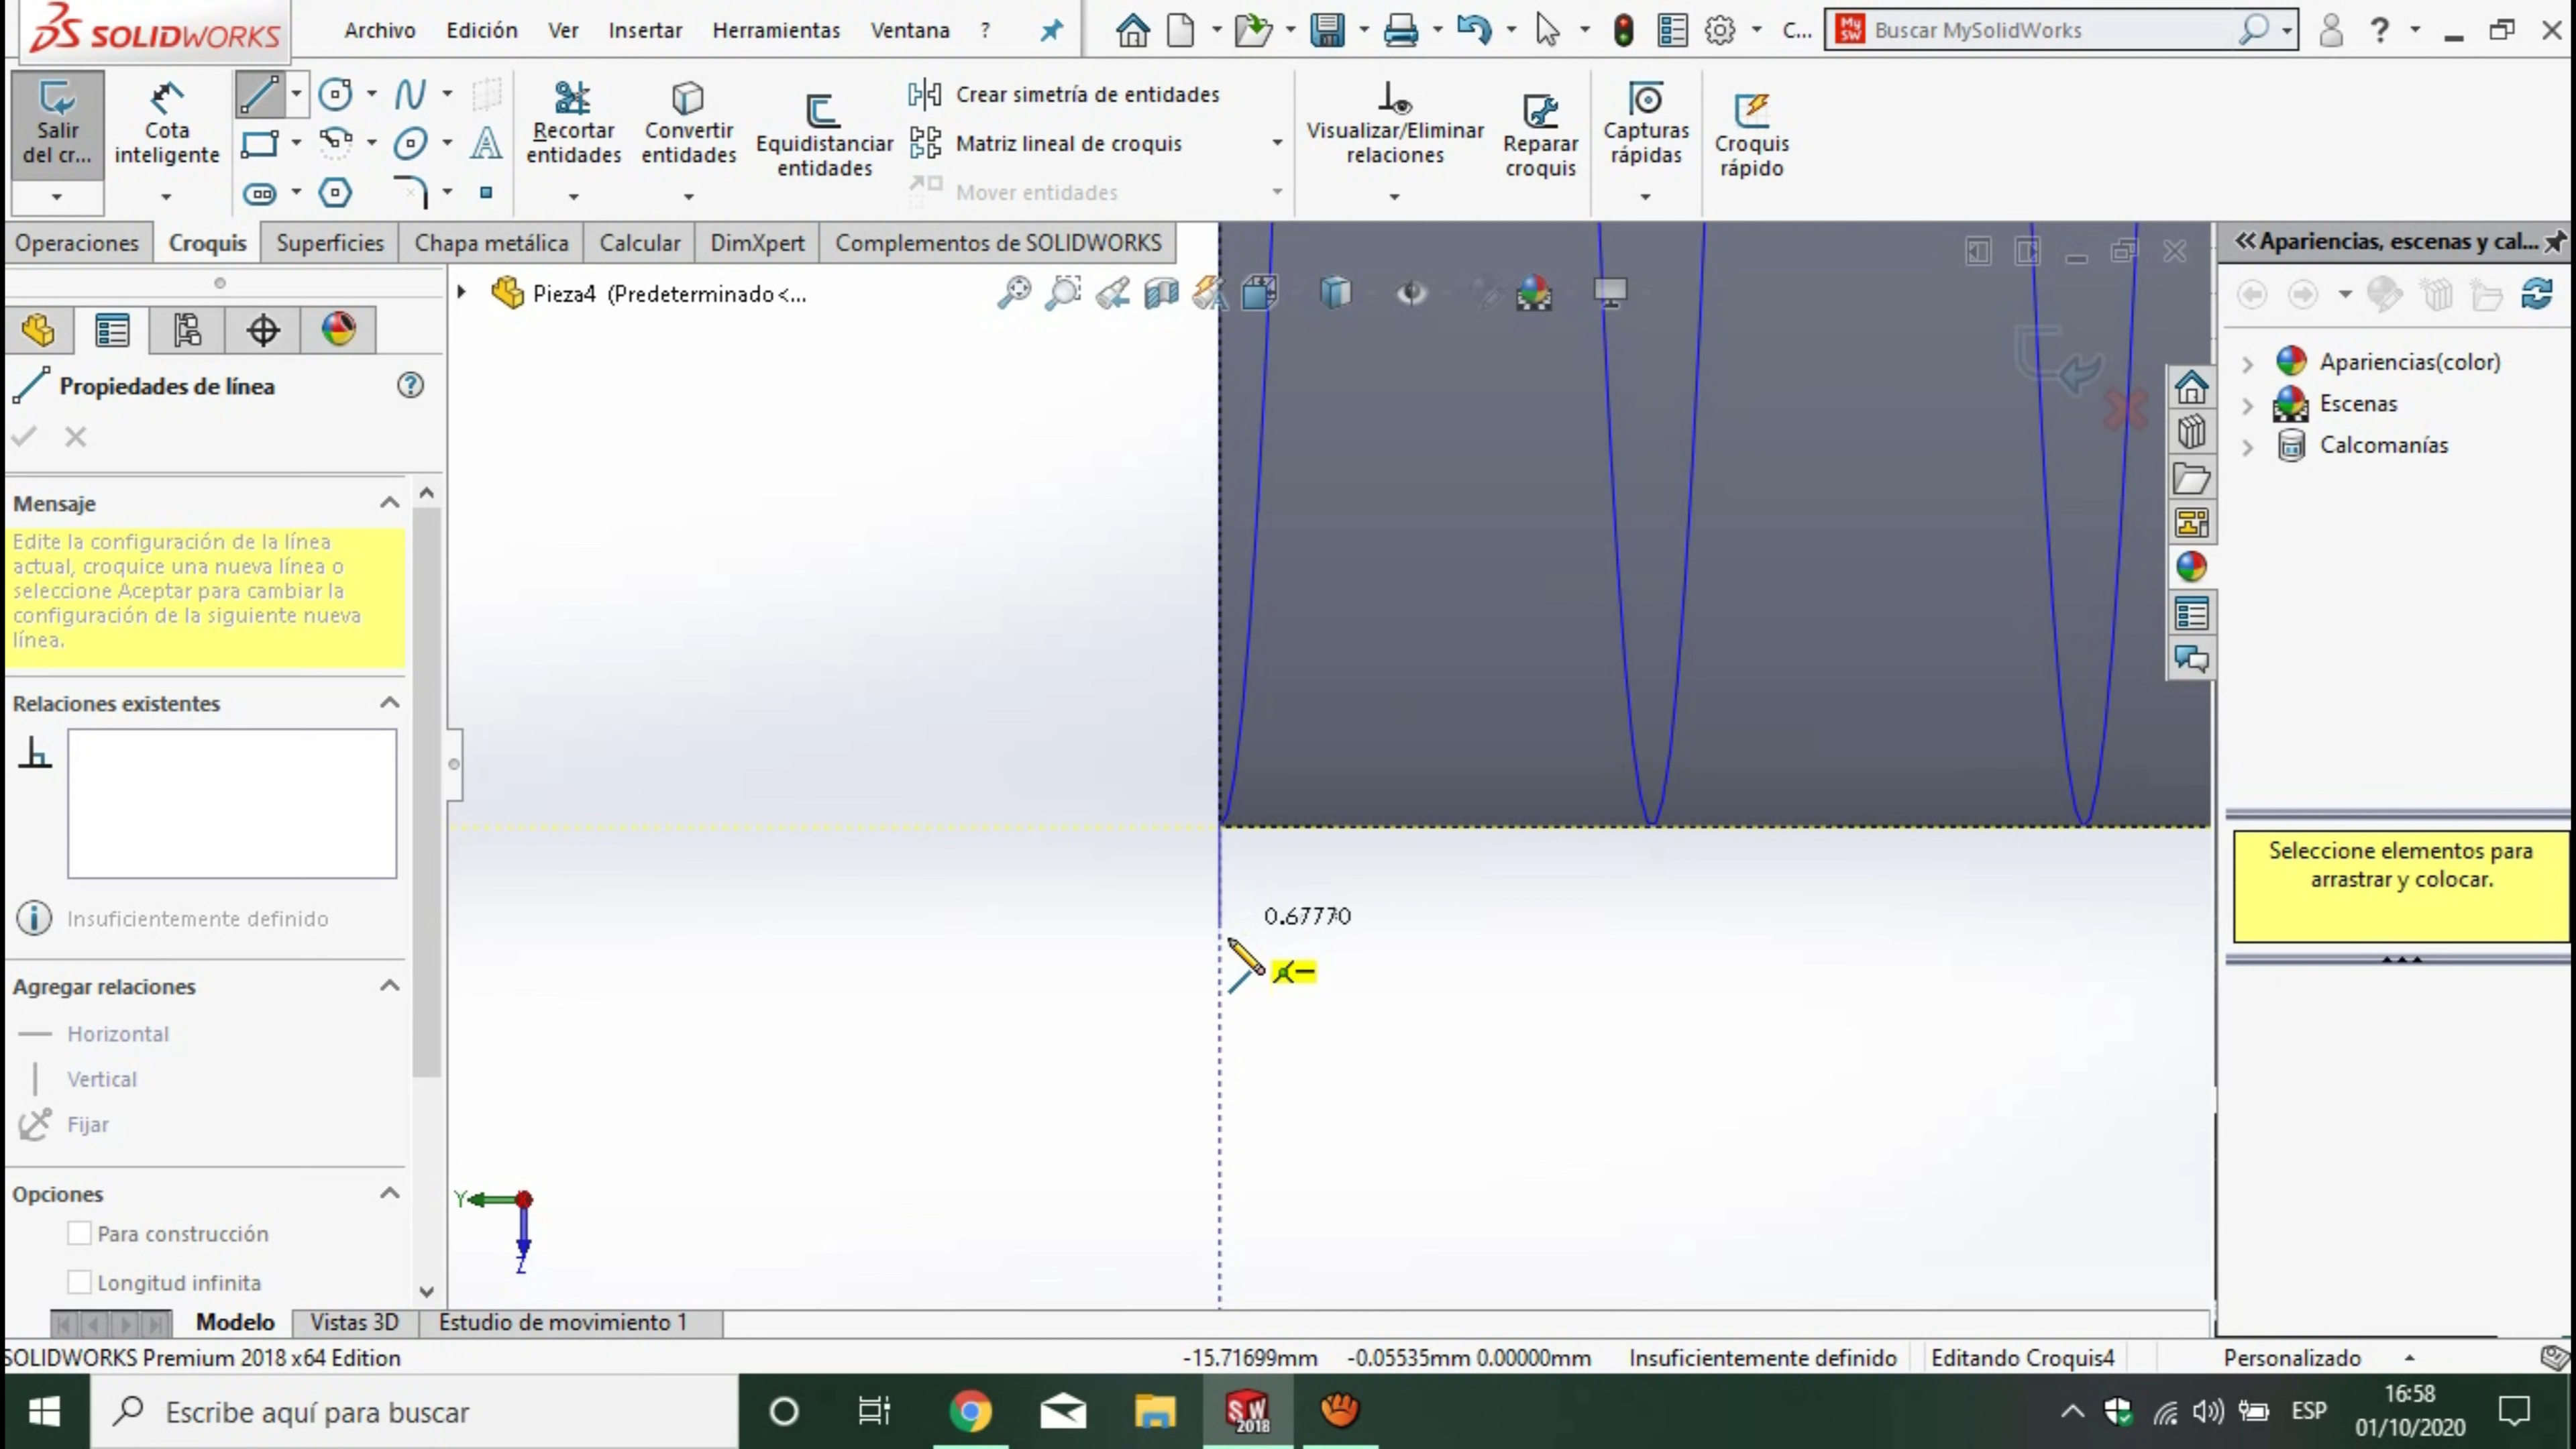 SOLIDWORKS
Archivo Edición Ver Insertar Herramientas Ventana ?
C... Buscar MySolidWorks ?
Salir del cr...
Cota inteligente
Recortar entidades
Convertir entidades
Equidistanciar entidades
Crear simetría de entidades
Matriz lineal de croquis
Mover entidades
Visualizar/Eliminar relaciones
Reparar croquis
Capturas rápidas
Croquis rápido
Operaciones Croquis Superficies Chapa metálica Calcular DimXpert Complementos de SOLIDWORKS
Apariencias, escenas y cal...
Pieza4 (Predeterminado<...
Propiedades de línea
Mensaje
Edite la configuración de la línea
actual, croquice una nueva línea o
seleccione Aceptar para cambiar la
configuración de la siguiente nueva
línea.
Relaciones existentes
Insuficientemente definido
Agregar relaciones
Horizontal
Vertical
Fijar
Opciones
Para construcción
Longitud infinita
0.67770
Y
Z
Apariencias(color)
Escenas
Calcomanías
Seleccione elementos para
arrastrar y colocar.
Modelo Vistas 3D Estudio de movimiento 1
SOLIDWORKS Premium 2018 x64 Edition -15.71699mm -0.05535mm 0.00000mm Insuficientemente definido Editando Croquis4 Personalizado
Escribe aquí para buscar
SW
2018
ESP
16:58
01/10/2020